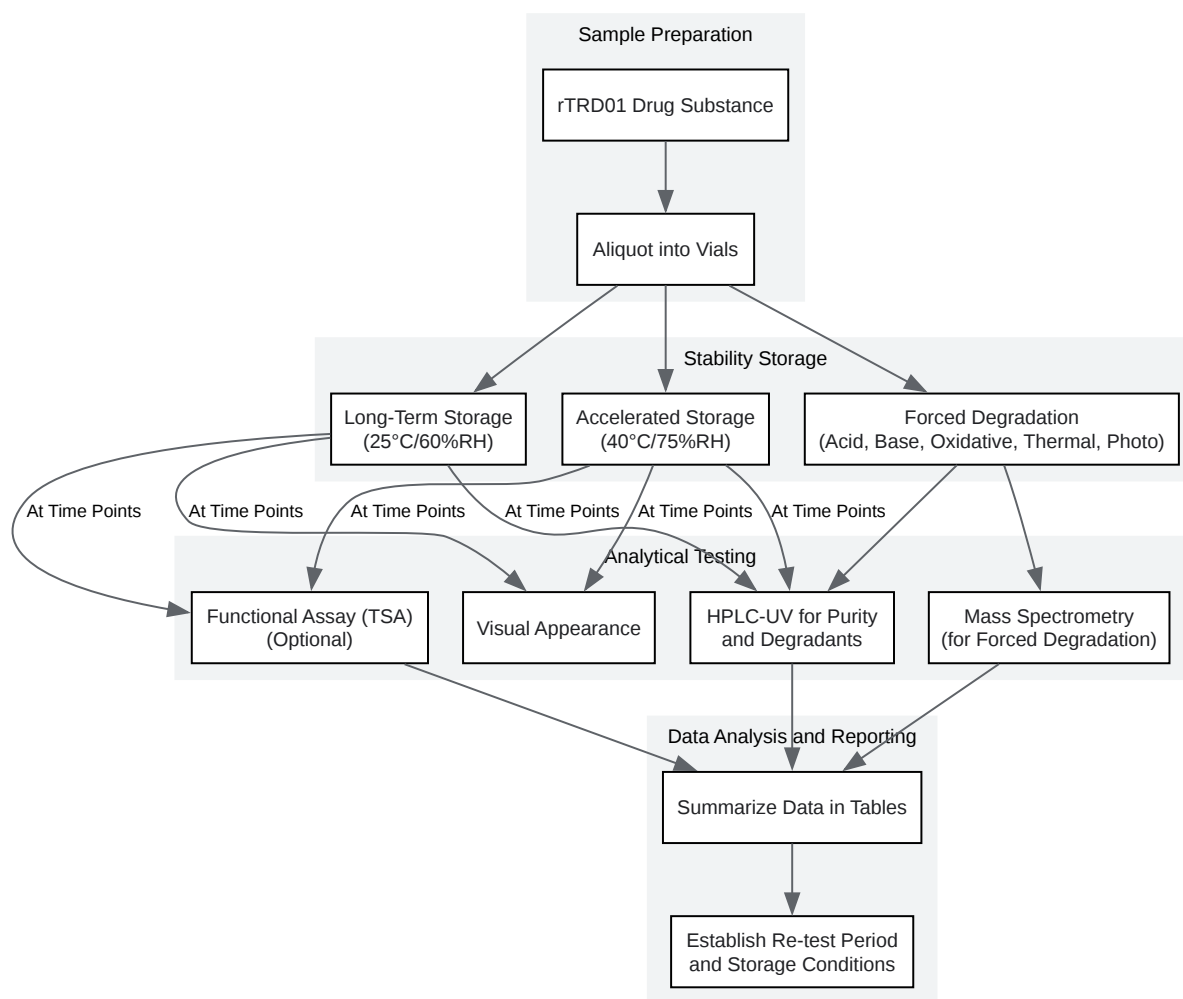 Sample Preparation
rTRD01 Drug Substance
Aliquot into Vials
Stability Storage
Long-Term Storage
(25°C/60%RH)
Accelerated Storage
(40°C/75%RH)
Forced Degradation
(Acid, Base, Oxidative, Thermal, Photo)
At Time Points
At Time Points
At Time Points
At Time Points
At Time Points
At Time Points
Analytical Testing
Functional Assay (TSA)
(Optional)
Visual Appearance
HPLC-UV for Purity
and Degradants
Mass Spectrometry
(for Forced Degradation)
Data Analysis and Reporting
Summarize Data in Tables
Establish Re-test Period
and Storage Conditions